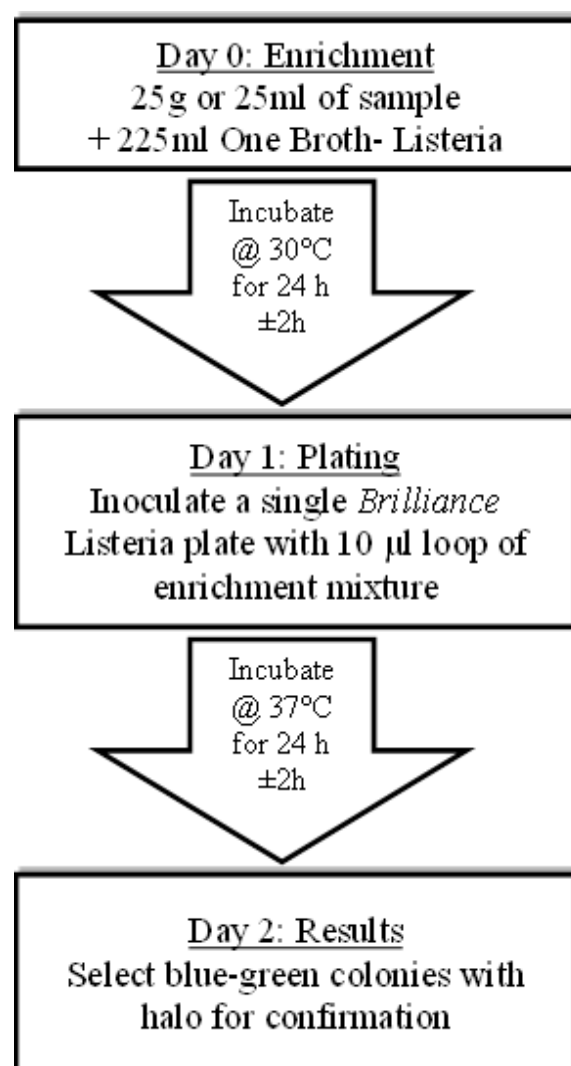 Day 0: Enrichment
25g or 25ml of sample
+ 225ml One Broth- Listeria
Incubate
@ 30°C
for 24 h
±2h
Day 1: Plating
Inoculate a single Brilliance
Listeria plate with 10 µl loop of
enrichment mixture
Incubate
@ 37°C
for 24 h
±2h
Day 2: Results
Select blue-green colonies with
halo for confirmation